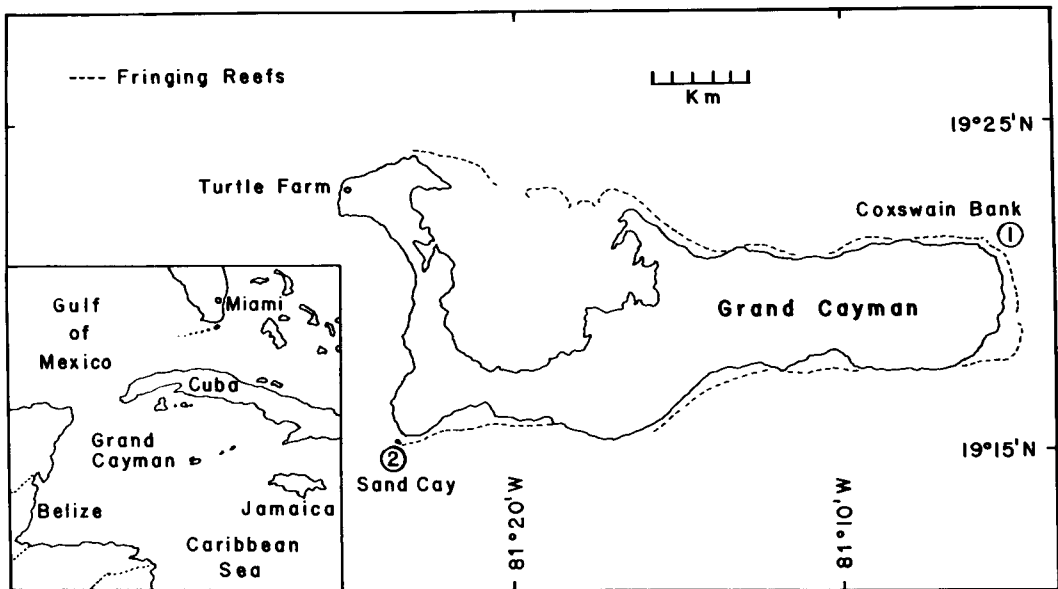 ---- Fringing Reefs
Km
19°25'N
Turtle Farm
Coxswain Bank
1
Grand Cayman
Gulf
of
Mexico
Miami
Cuba
Grand
Cayman
Belize
Jamaica
Caribbean
Sea
2
Sand Cay
19°15'N
81°20'W
81°10'W